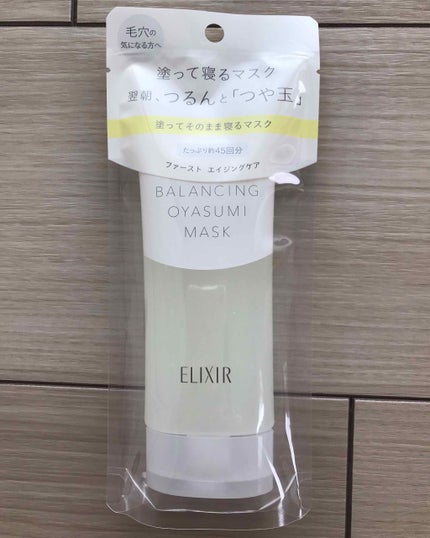 毛穴の
気になる方へ
塗って寝るマスク
翌朝、つるんと「つや玉」
塗ってそのまま寝るマスク
たっぷり約45回分
ファースト エイジングケア
BALANCING
OYASUMI
MASK
ELIXIR